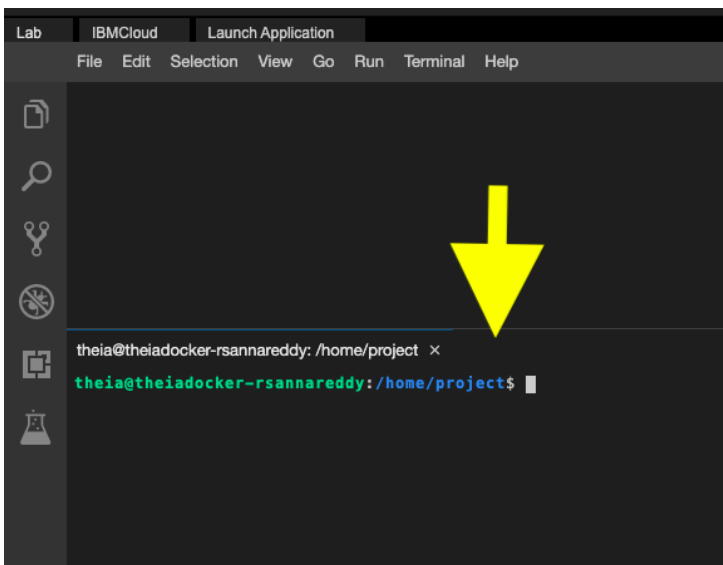 Lab IBMCloud Launch Application
File Edit Selection View Go Run Terminal Help
theia@theiadocker-rsannareddy: /home/project ×
theia@theiadocker-rsannareddy:/home/project$